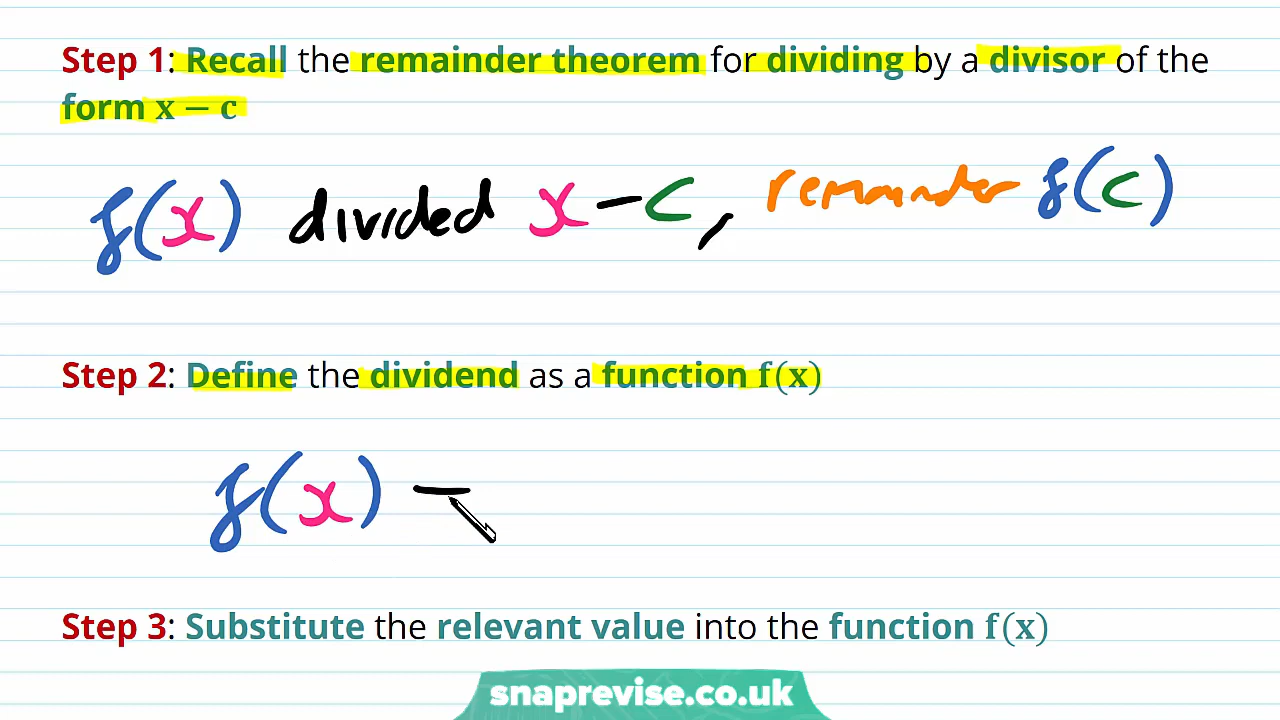 Step 1: Recall the remainder theorem for dividing by a divisor of the
form x − c
f(x) divided x − c, remainder f(c)
Step 2: Define the dividend as a function f(x)
f(x) −
Step 3: Substitute the relevant value into the function f(x)
snaprevise.co.uk